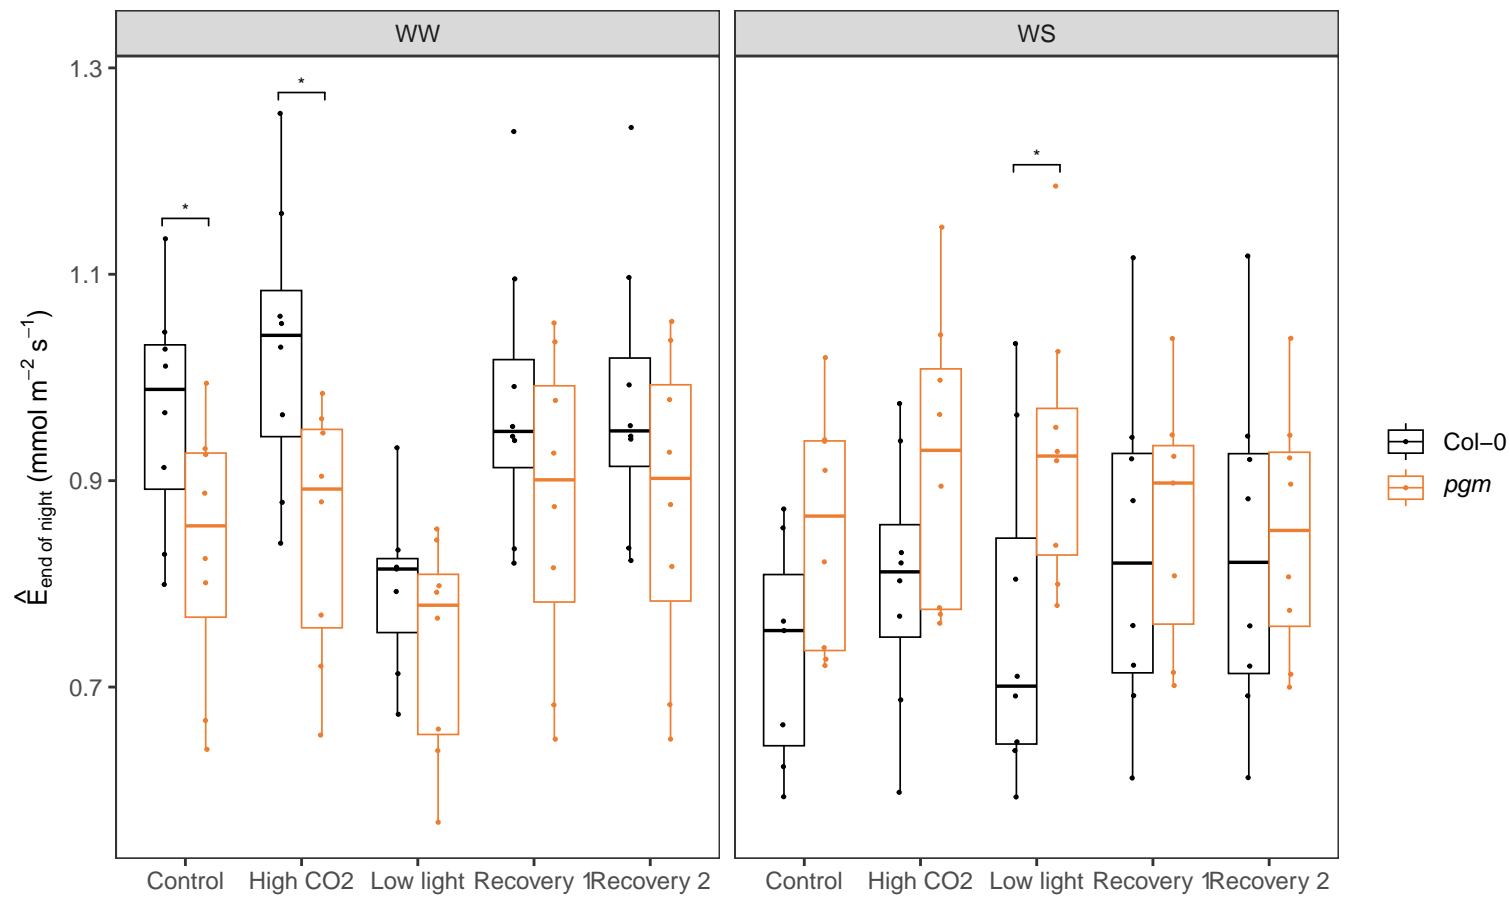 WW
WS
1.3
1.1
0.9
0.7
Ê end of night (mmol m⁻² s⁻¹)
*
*
*
Control High CO2 Low light Recovery 1 Recovery 2
Control High CO2 Low light Recovery 1 Recovery 2
Col−0
pgm